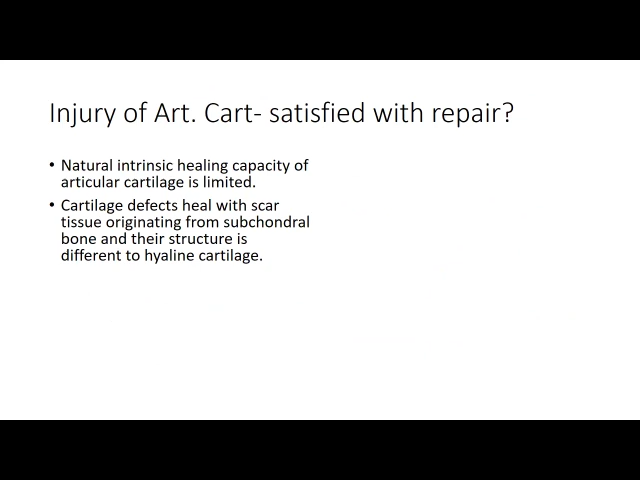 Injury of Art. Cart- satisfied with repair?
• Natural intrinsic healing capacity of
articular cartilage is limited.
• Cartilage defects heal with scar
tissue originating from subchondral
bone and their structure is
different to hyaline cartilage.